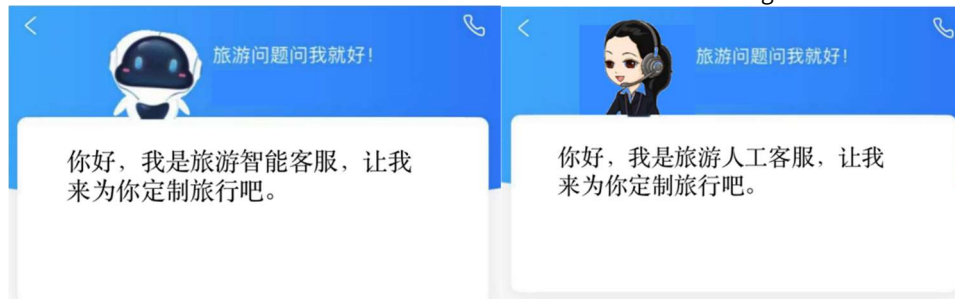 旅游问题问我就好！
你好，我是旅游智能客服，让我
来为你定制旅行吧。
旅游问题问我就好！
你好，我是旅游人工客服，让我
来为你定制旅行吧。